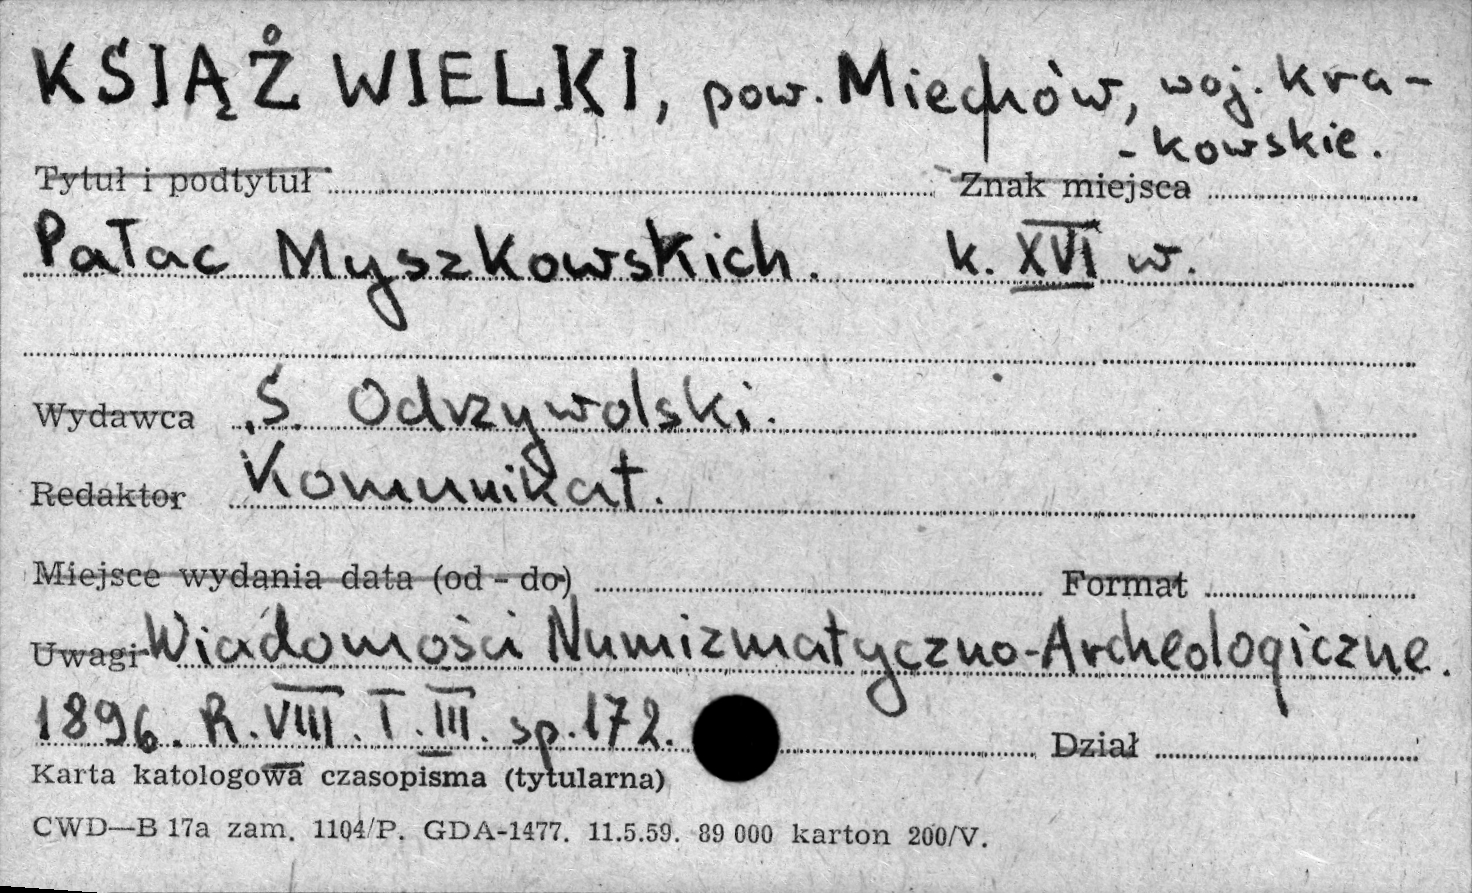 KSIĄŻ WIELKI, pow. Miechów, woj. kra-
-kowskie.
Tytuł i podtytuł Znak miejsca
Pałac Myszkowskich. k. XVI w.
Wydawca S. Odrzywolski.
Redaktor Komunikat.
Miejsce wydania data (od - do) Format
Uwagi Wiadomości Numizmatyczno-Archeologiczne.
1896. R. VIII. T. III. sp. 172. Dział
Karta katologowa czasopisma (tytularna)
CWD—B 17a zam. 1104/P. GDA-1477. 11.5.59. 89 000 karton 200/V.